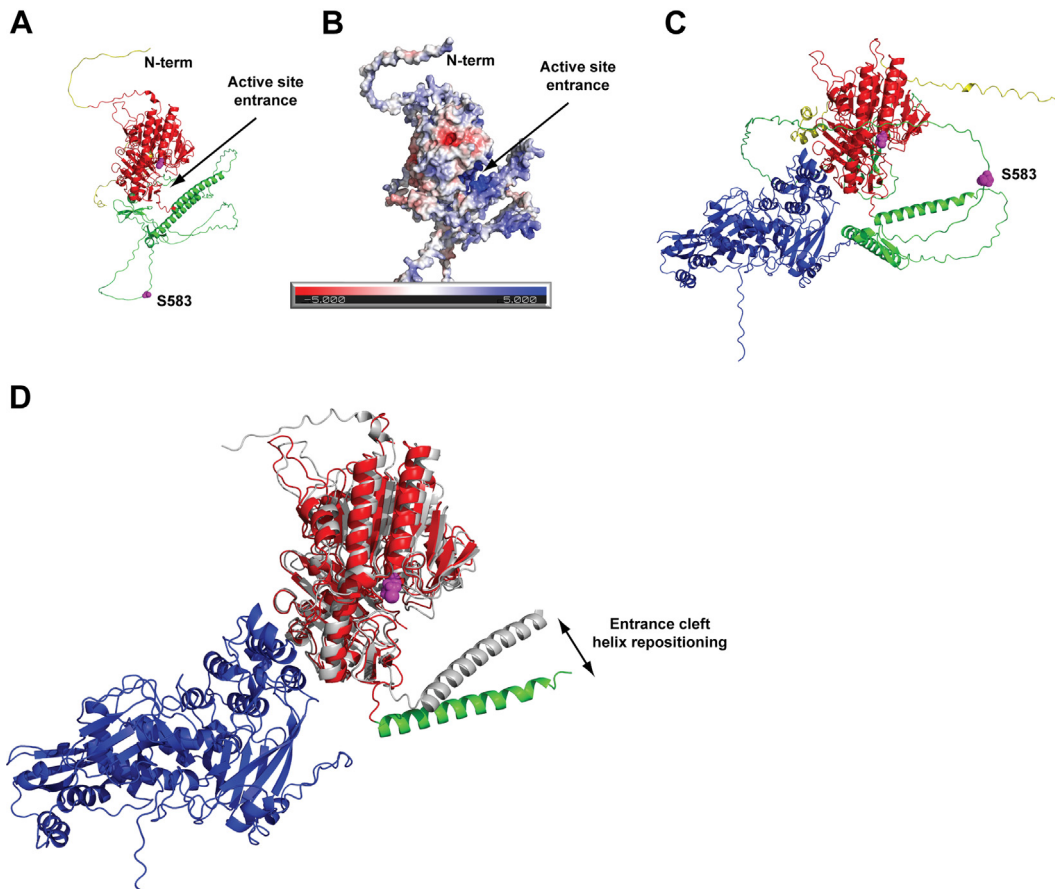 A
B
C
N-term
Active site
entrance
S583
N-term
Active site
entrance
-5.000
5.000
S583
D
Entrance cleft
helix repositioning